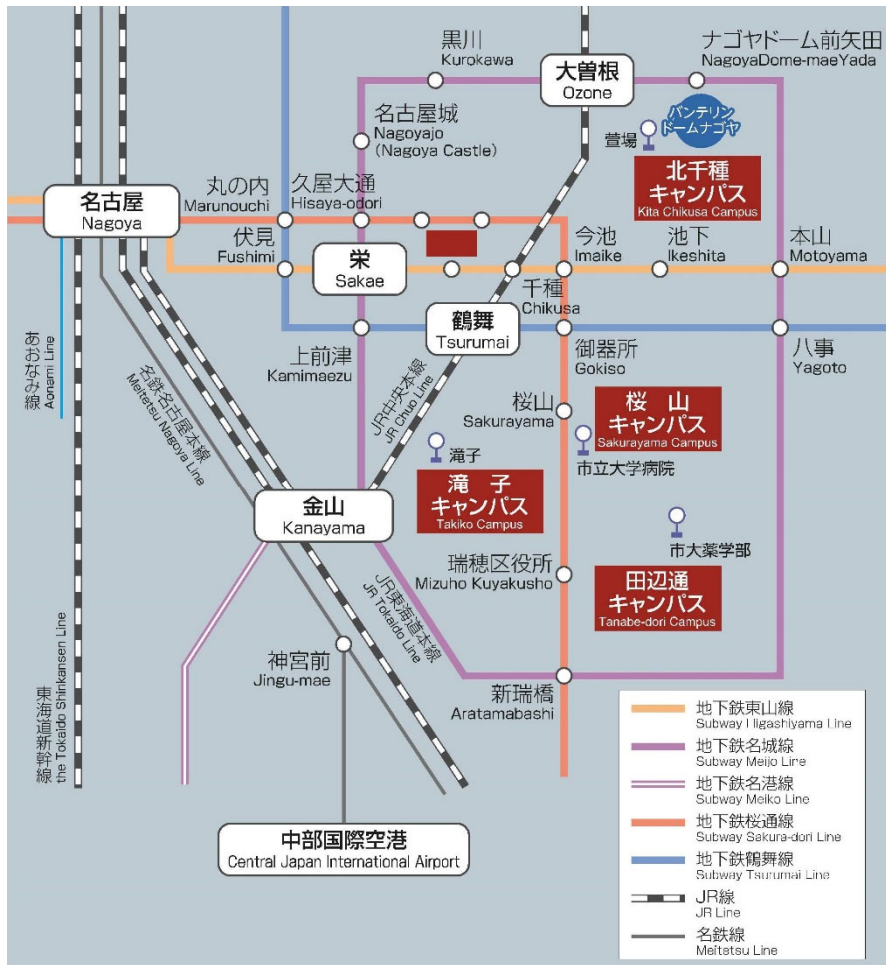 黒川
Kurokawa
大曽根
Ozone
ナゴヤドーム前矢田
NagoyaDome-maeYada
名古屋城
Nagoyajo
(Nagoya Castle)
萱場
バンテリン
ドームナゴヤ
北千種
キャンパス
Kita Chikusa Campus
名古屋
Nagoya
丸の内
Marunouchi
久屋大通
Hisaya-odori
伏見
Fushimi
栄
Sakae
今池
Imaike
池下
Ikeshita
本山
Motoyama
千種
Chikusa
鶴舞
Tsurumai
上前津
Kamimaezu
御器所
Gokiso
八事
Yagoto
あおなみ線
Aonami Line
名鉄名古屋本線
Meitetsu Nagoya Line
JR中央本線
JR Chuo Line
桜山
Sakurayama
桜 山
キャンパス
Sakurayama Campus
市立大学病院
滝子
滝 子
キャンパス
Takiko Campus
金山
Kanayama
市大薬学部
瑞穂区役所
Mizuho Kuyakusho
田辺通
キャンパス
Tanabe-dori Campus
JR東海道本線
JR Tokaido Line
神宮前
Jingu-mae
新瑞橋
Aratamabashi
東海道新幹線
the Tokaido Shinkansen Line
中部国際空港
Central Japan International Airport
地下鉄東山線
Subway Higashiyama Line
地下鉄名城線
Subway Meijo Line
地下鉄名港線
Subway Meiko Line
地下鉄桜通線
Subway Sakura-dori Line
地下鉄鶴舞線
Subway Tsurumai Line
JR線
JR Line
名鉄線
Meitetsu Line